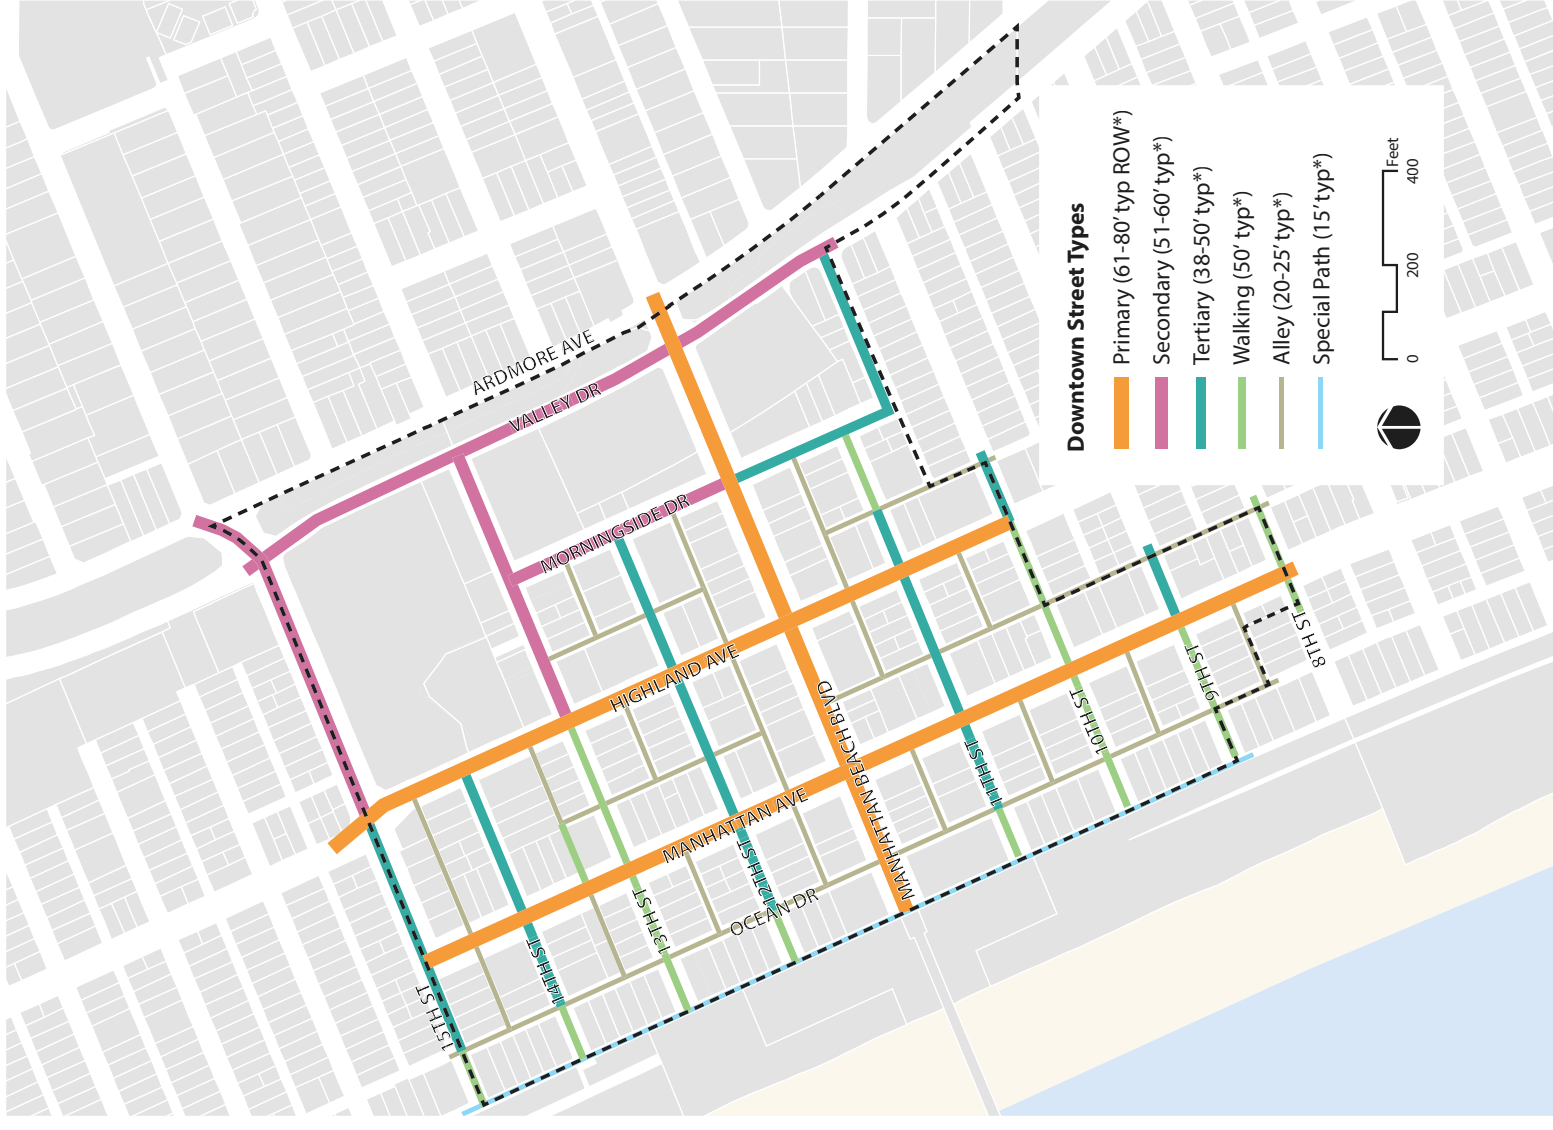 ARDMORE AVE
VALLEY DR
MORNINGSIDE DR
HIGHLAND AVE
MANHATTAN AVE
OCEAN DR
MANHATTAN BEACH BLVD
15TH ST
14TH ST
13TH ST
12TH ST
11TH ST
10TH ST
9TH ST
8TH ST
Downtown Street Types
Primary (61-80’ typ ROW*)
Secondary (51-60’ typ*)
Tertiary (38-50’ typ*)
Walking (50’ typ*)
Alley (20-25’ typ*)
Special Path (15’ typ*)
0 200 400
Feet